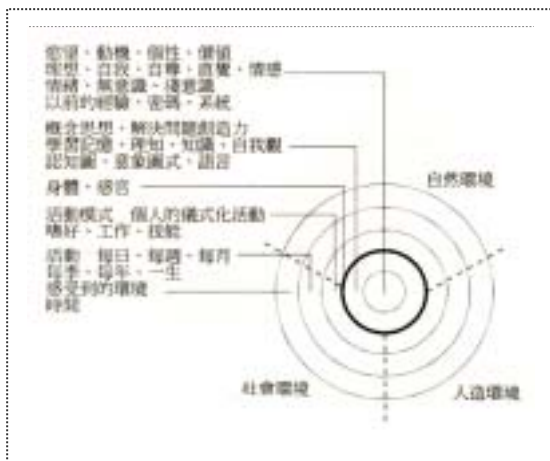 慾望、動機、個性、價值
理想、自我、自尊、直覺、情感
情緒、無意識、潛意識
以前的經驗、密碼、系統
概念思想、解決問題創造力
學習記憶、理知、知識、自我觀
認知圖、意象圖式、語言
身體、感官
活動模式 個人的儀式化活動
嗜好、工作、技能
活動 每日、每週、每月
每季、每年、一生
感受到的環境
時間
自然環境
社會環境
人造環境